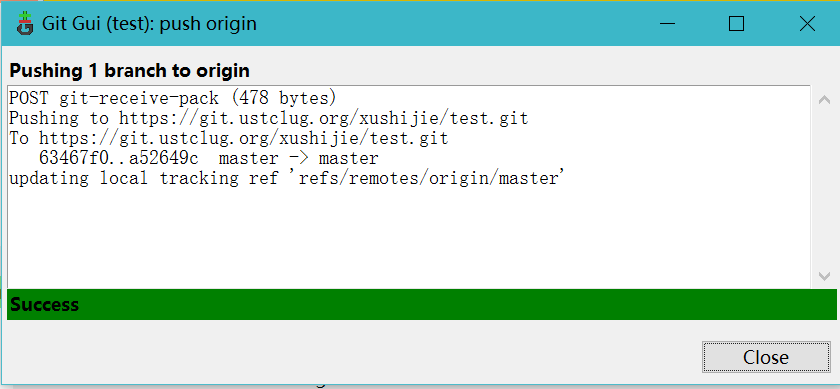 Git Gui (test): push origin
Pushing 1 branch to origin
POST git-receive-pack (478 bytes)
Pushing to https://git.ustclug.org/xushijie/test.git
To https://git.ustclug.org/xushijie/test.git
   63467f0..a52649c  master -> master
updating local tracking ref 'refs/remotes/origin/master'
Success
Close